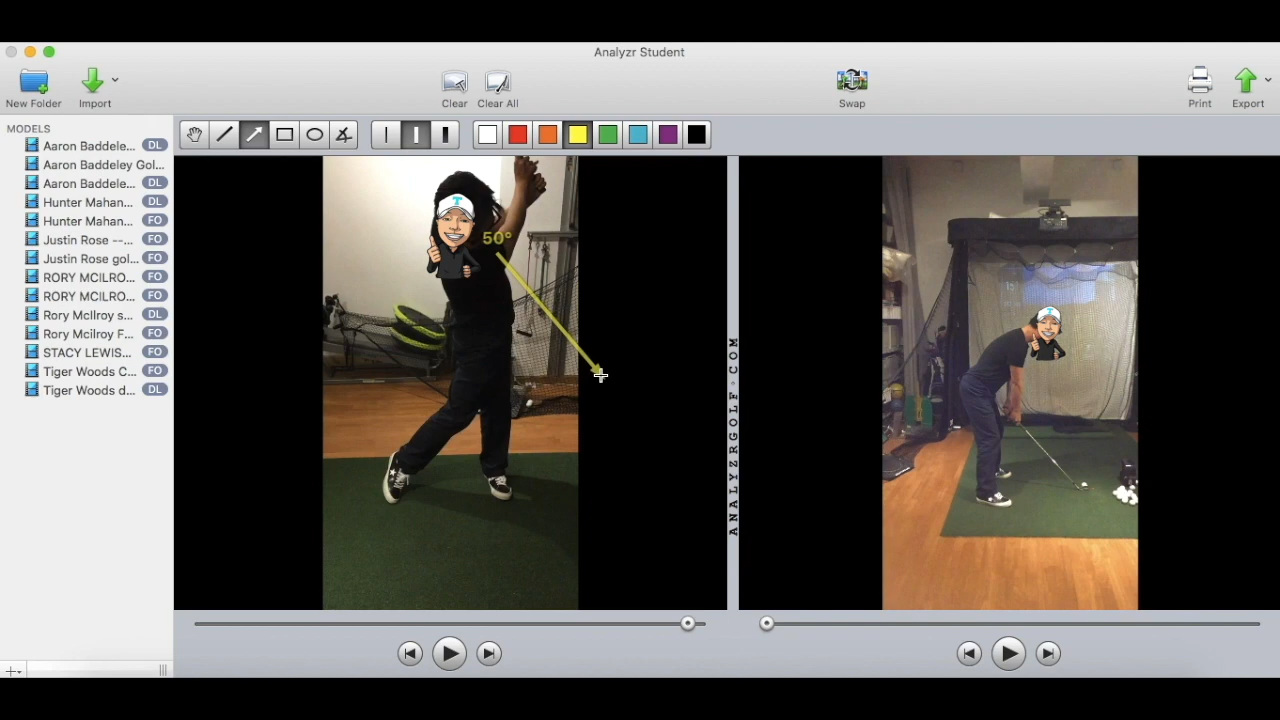 Analyzr Student
New Folder
Import
Clear
Clear All
Swap
Print
Export
MODELS
Aaron Baddele... DL
Aaron Baddeley Gol...
Aaron Baddele... DL
Hunter Mahan... DL
Hunter Mahan... FO
Justin Rose --... FO
Justin Rose gol... FO
RORY MCILRO... FO
RORY MCILRO... FO
Rory McIlroy s... DL
Rory Mcilroy F... FO
STACY LEWIS... FO
Tiger Woods C... FO
Tiger Woods d... DL
T
50°
ANALYZRGOLF.COM
T